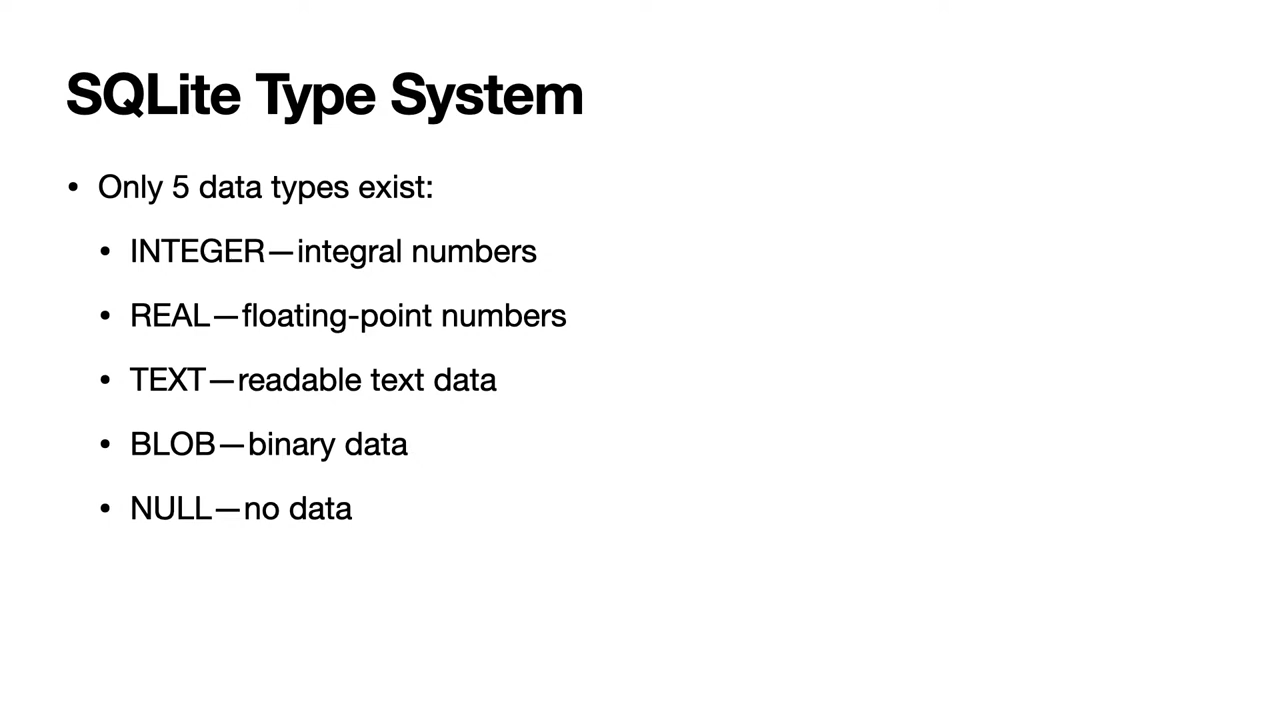 SQLite Type System
• Only 5 data types exist:
• INTEGER—integral numbers
• REAL—floating-point numbers
• TEXT—readable text data
• BLOB—binary data
• NULL—no data